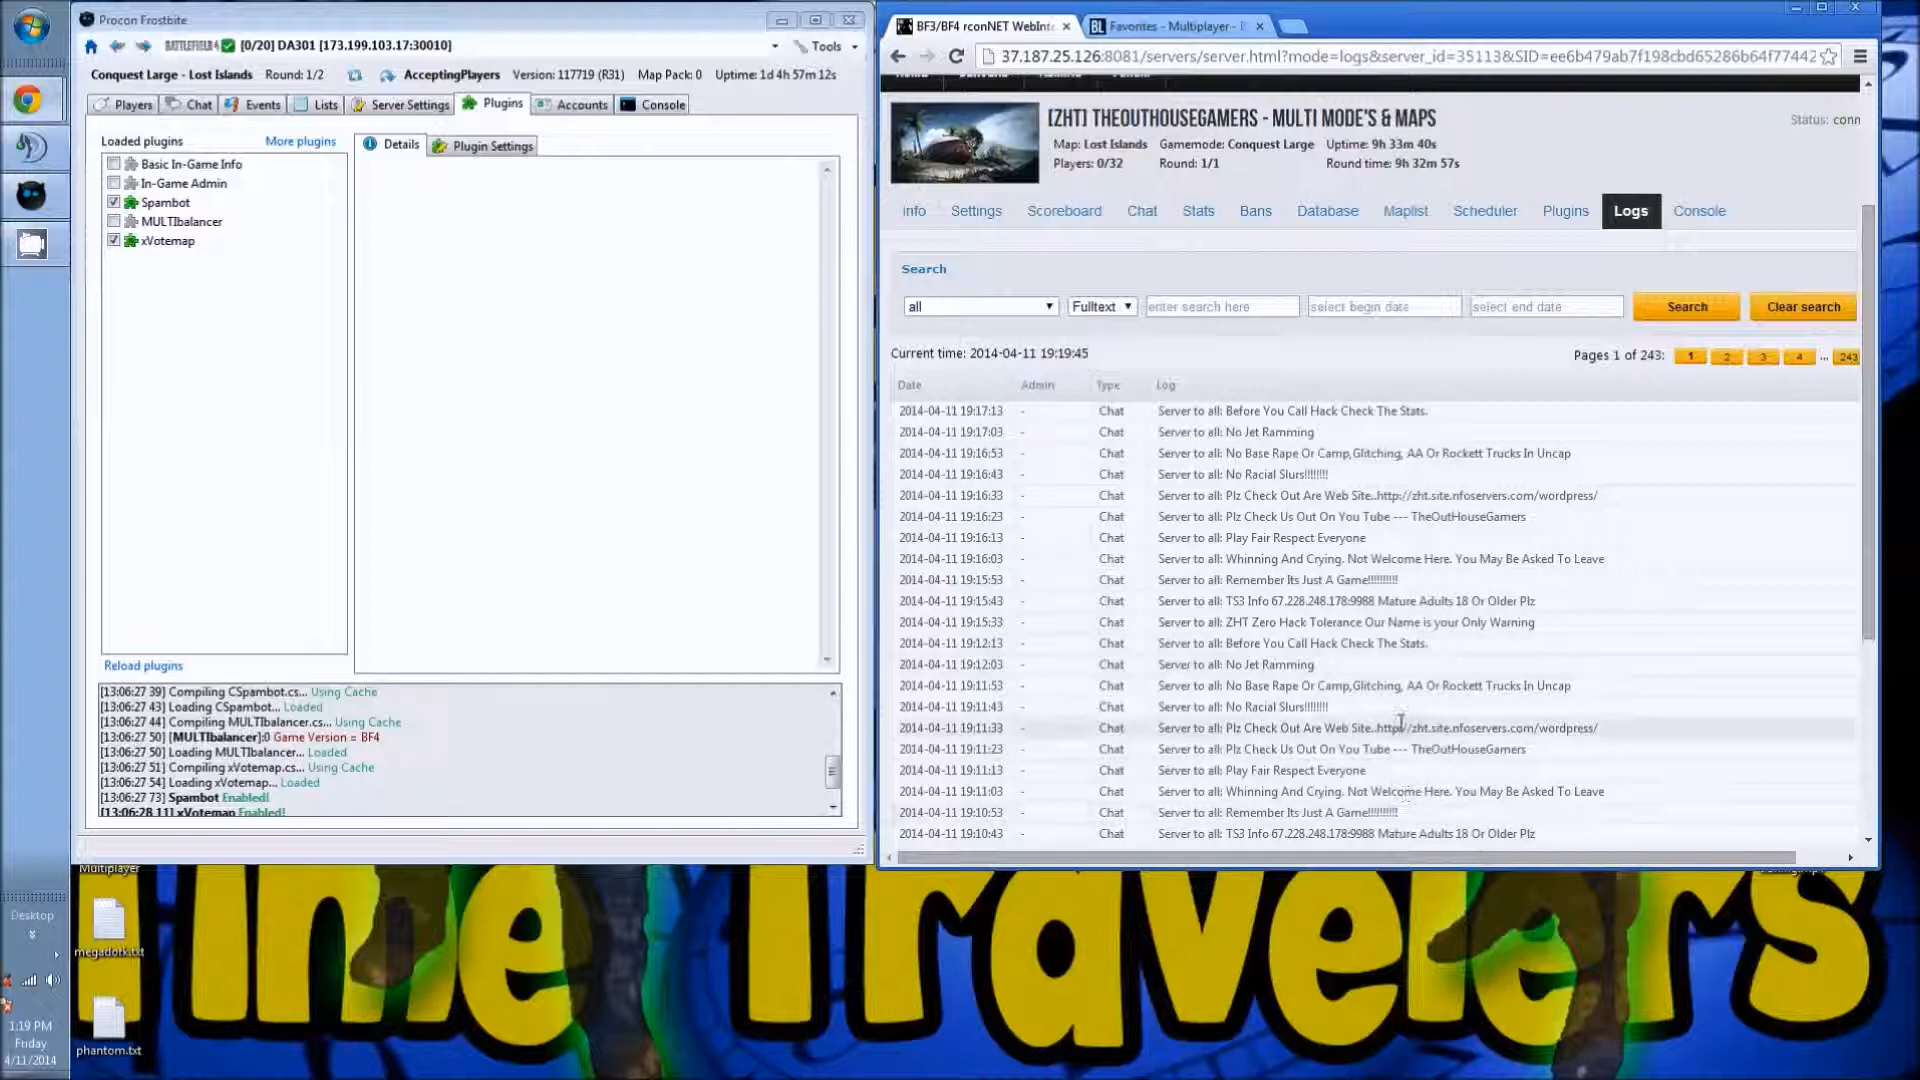 Procon Frostbite
BATTLEFIELD 4 [0/20] DA301 [173.199.103.17:30010]
Tools
Conquest Large - Lost Islands Round: 1/2 AcceptingPlayers Version: 117719 (R31) Map Pack: 0 Uptime: 1d 4h 57m 12s
Players Chat Events Lists Server Settings Plugins Accounts Console
Loaded plugins More plugins
Details Plugin Settings
Basic In-Game Info
In-Game Admin
Spambot
MULTIbalancer
xVotemap
Reload plugins
[13:06:27 39] Compiling CSpambot.cs... Using Cache
[13:06:27 43] Loading CSpambot... Loaded
[13:06:27 44] Compiling MULTIbalancer.cs... Using Cache
[13:06:27 50] [MULTIbalancer]:0 Game Version = BF4
[13:06:27 50] Loading MULTIbalancer... Loaded
[13:06:27 51] Compiling xVotemap.cs... Using Cache
[13:06:27 54] Loading xVotemap... Loaded
[13:06:27 73] Spambot Enabled!
[13:06:28 11] xVotemap Enabled!
BF3/BF4 rconNET WebInte
BL Favorites - Multiplayer -
37.187.25.126:8081/servers/server.html?mode=logs&server_id=35113&SID=ee6b479ab7f198cbd65286b64f77442
[ZHT] THEOUTHOUSEGAMERS - MULTI MODE'S & MAPS
Status: conn
Map: Lost Islands Gamemode: Conquest Large Uptime: 9h 33m 40s
Players: 0/32 Round: 1/1 Round time: 9h 32m 57s
info Settings Scoreboard Chat Stats Bans Database Maplist Scheduler Plugins Logs Console
Search
all Fulltext enter search here select begin date select end date Search Clear search
Current time: 2014-04-11 19:19:45
Pages 1 of 243: 1 2 3 4 ... 243
Date Admin Type Log
2014-04-11 19:17:13 - Chat Server to all: Before You Call Hack Check The Stats.
2014-04-11 19:17:03 - Chat Server to all: No Jet Ramming
2014-04-11 19:16:53 - Chat Server to all: No Base Rape Or Camp,Glitching, AA Or Rockett Trucks In Uncap
2014-04-11 19:16:43 - Chat Server to all: No Racial Slurs!!!!!!!!
2014-04-11 19:16:33 - Chat Server to all: Plz Check Out Are Web Site..http://zht.site.nfoservers.com/wordpress/
2014-04-11 19:16:23 - Chat Server to all: Plz Check Us Out On You Tube --- TheOutHouseGamers
2014-04-11 19:16:13 - Chat Server to all: Play Fair Respect Everyone
2014-04-11 19:16:03 - Chat Server to all: Whinning And Crying. Not Welcome Here. You May Be Asked To Leave
2014-04-11 19:15:53 - Chat Server to all: Remember Its Just A Game!!!!!!!!!!
2014-04-11 19:15:43 - Chat Server to all: TS3 Info 67.228.248.178:9988 Mature Adults 18 Or Older Plz
2014-04-11 19:15:33 - Chat Server to all: ZHT Zero Hack Tolerance Our Name is your Only Warning
2014-04-11 19:12:13 - Chat Server to all: Before You Call Hack Check The Stats.
2014-04-11 19:12:03 - Chat Server to all: No Jet Ramming
2014-04-11 19:11:53 - Chat Server to all: No Base Rape Or Camp,Glitching, AA Or Rockett Trucks In Uncap
2014-04-11 19:11:43 - Chat Server to all: No Racial Slurs!!!!!!!!
2014-04-11 19:11:33 - Chat Server to all: Plz Check Out Are Web Site..http://zht.site.nfoservers.com/wordpress/
2014-04-11 19:11:23 - Chat Server to all: Plz Check Us Out On You Tube --- TheOutHouseGamers
2014-04-11 19:11:13 - Chat Server to all: Play Fair Respect Everyone
2014-04-11 19:11:03 - Chat Server to all: Whinning And Crying. Not Welcome Here. You May Be Asked To Leave
2014-04-11 19:10:53 - Chat Server to all: Remember Its Just A Game!!!!!!!!!!
2014-04-11 19:10:43 - Chat Server to all: TS3 Info 67.228.248.178:9988 Mature Adults 18 Or Older Plz
Multiplayer
Time Travelers
megadork.txt
phantom.txt
Desktop
1:19 PM
Friday
4/11/2014